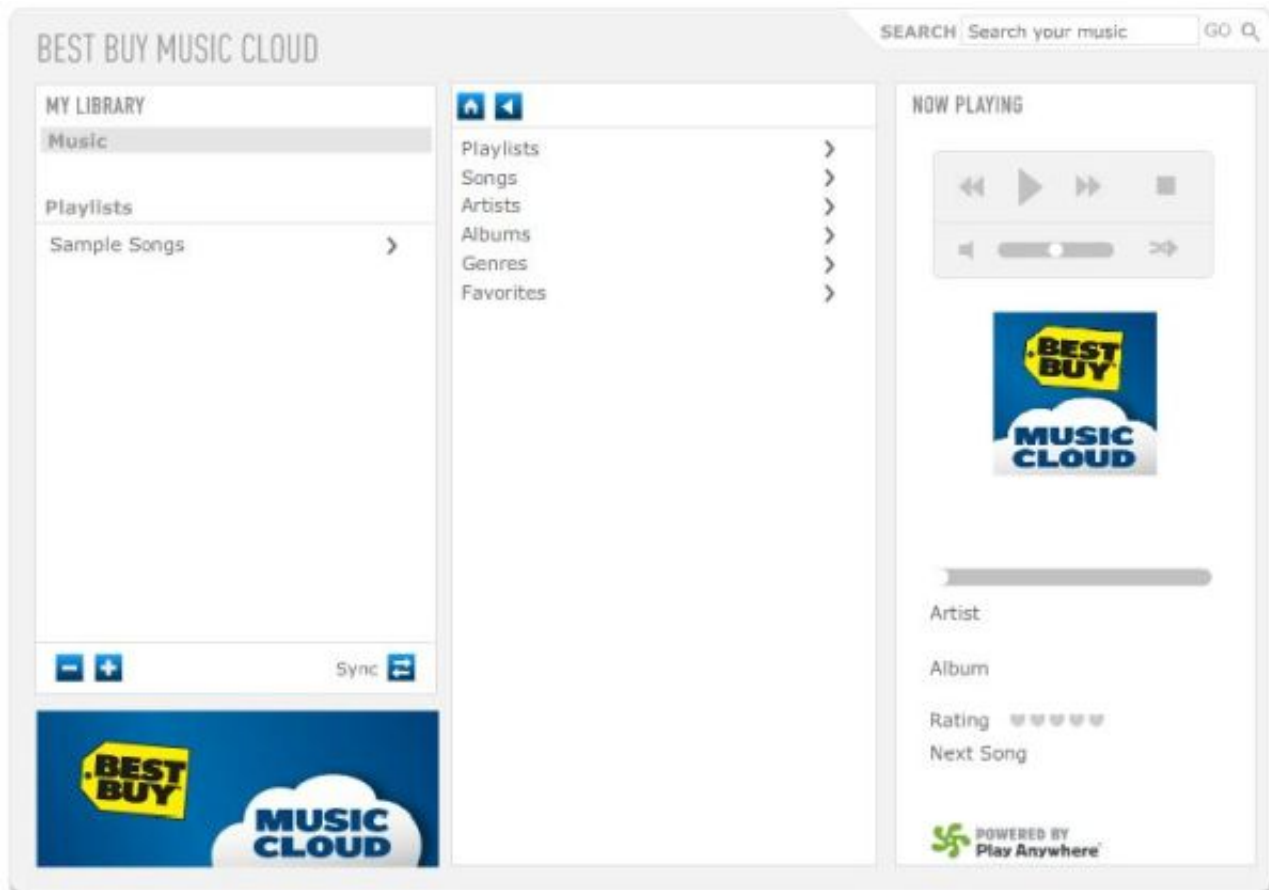 BEST BUY MUSIC CLOUD
SEARCH Search your music GO
MY LIBRARY
Music
Playlists
Sample Songs
Sync
BEST
BUY
MUSIC
CLOUD
Playlists
Songs
Artists
Albums
Genres
Favorites
NOW PLAYING
BEST
BUY
MUSIC
CLOUD
Artist
Album
Rating
Next Song
POWERED BY
Play Anywhere